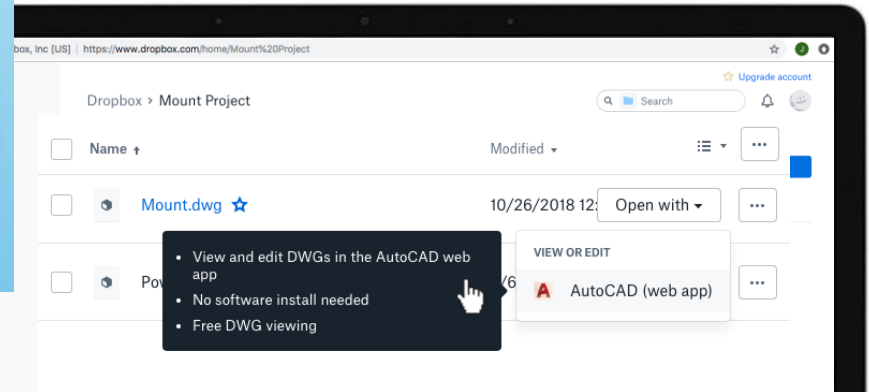 box, Inc [US] | https://www.dropbox.com/home/Mount%20Project
J
Upgrade account
Dropbox > Mount Project
Search
Name ↑
Modified
Mount.dwg
10/26/2018 12:
Open with
VIEW OR EDIT
• View and edit DWGs in the AutoCAD web
app
• No software install needed
• Free DWG viewing
A AutoCAD (web app)